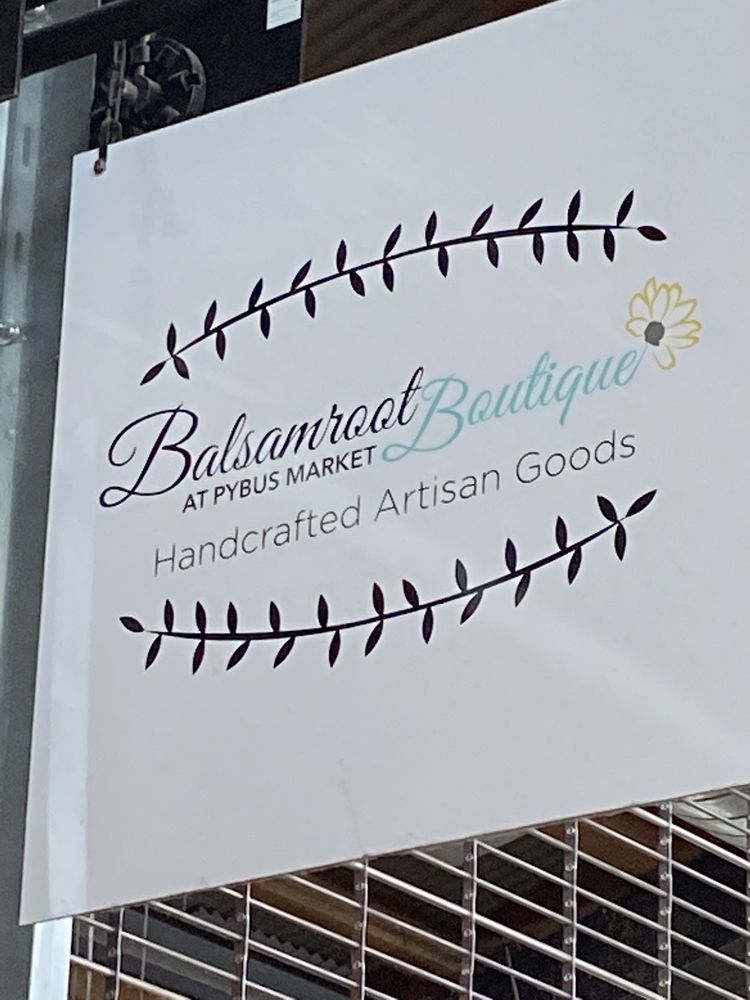 Balsamroot Boutique
AT PYBUS MARKET
Handcrafted Artisan Goods